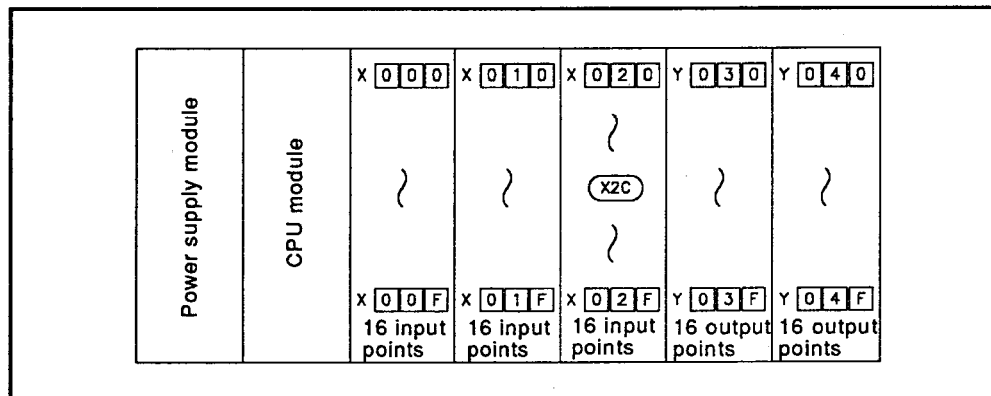 Power supply module
CPU module
X 0 0 0
X 0 1 0
X 0 2 0
Y 0 3 0
Y 0 4 0
X2C
X 0 0 F
X 0 1 F
X 0 2 F
Y 0 3 F
Y 0 4 F
16 input points
16 input points
16 input points
16 output points
16 output points